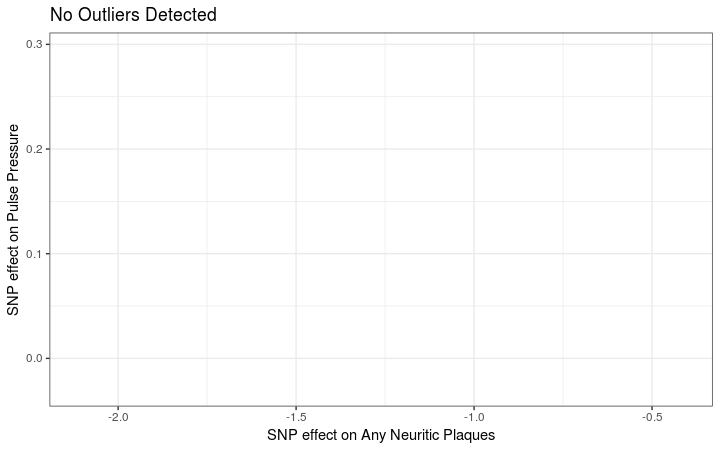 No Outliers Detected
SNP effect on Pulse Pressure
0.3
0.2
0.1
0.0
-2.0
-1.5
-1.0
-0.5
SNP effect on Any Neuritic Plaques